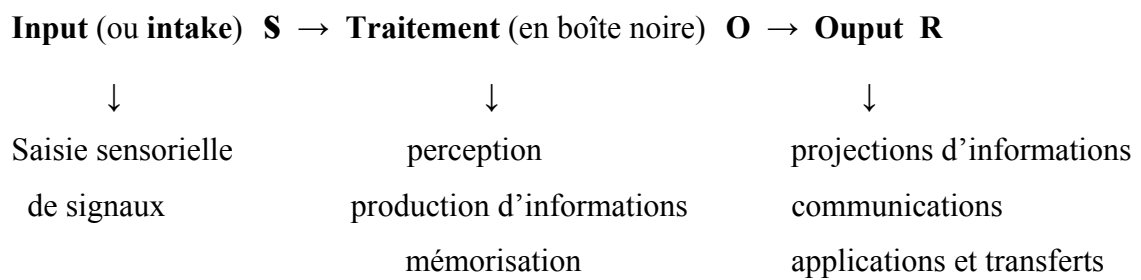 Input (ou intake) S → Traitement (en boîte noire) O → Ouput R
↓ ↓ ↓
Saisie sensorielle perception projections d’informations
de signaux production d’informations communications
mémorisation applications et transferts